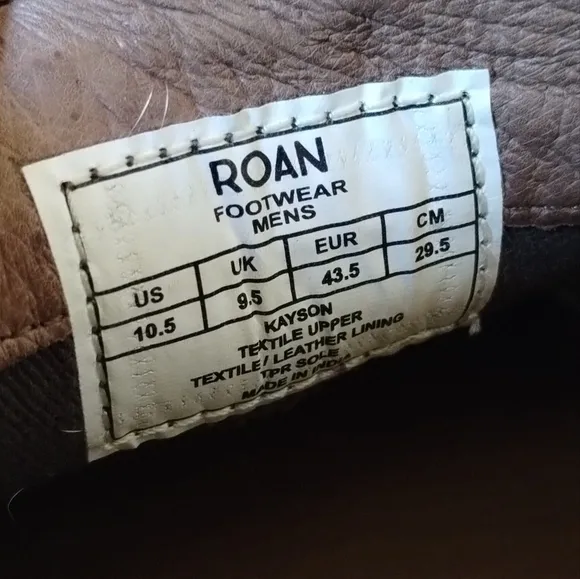 ROAN
FOOTWEAR
MENS
US UK EUR CM
10.5 9.5 43.5 29.5
KAYSON
TEXTILE UPPER
TEXTILE/ LEATHER LINING
TPR SOLE
MADE IN INDIA